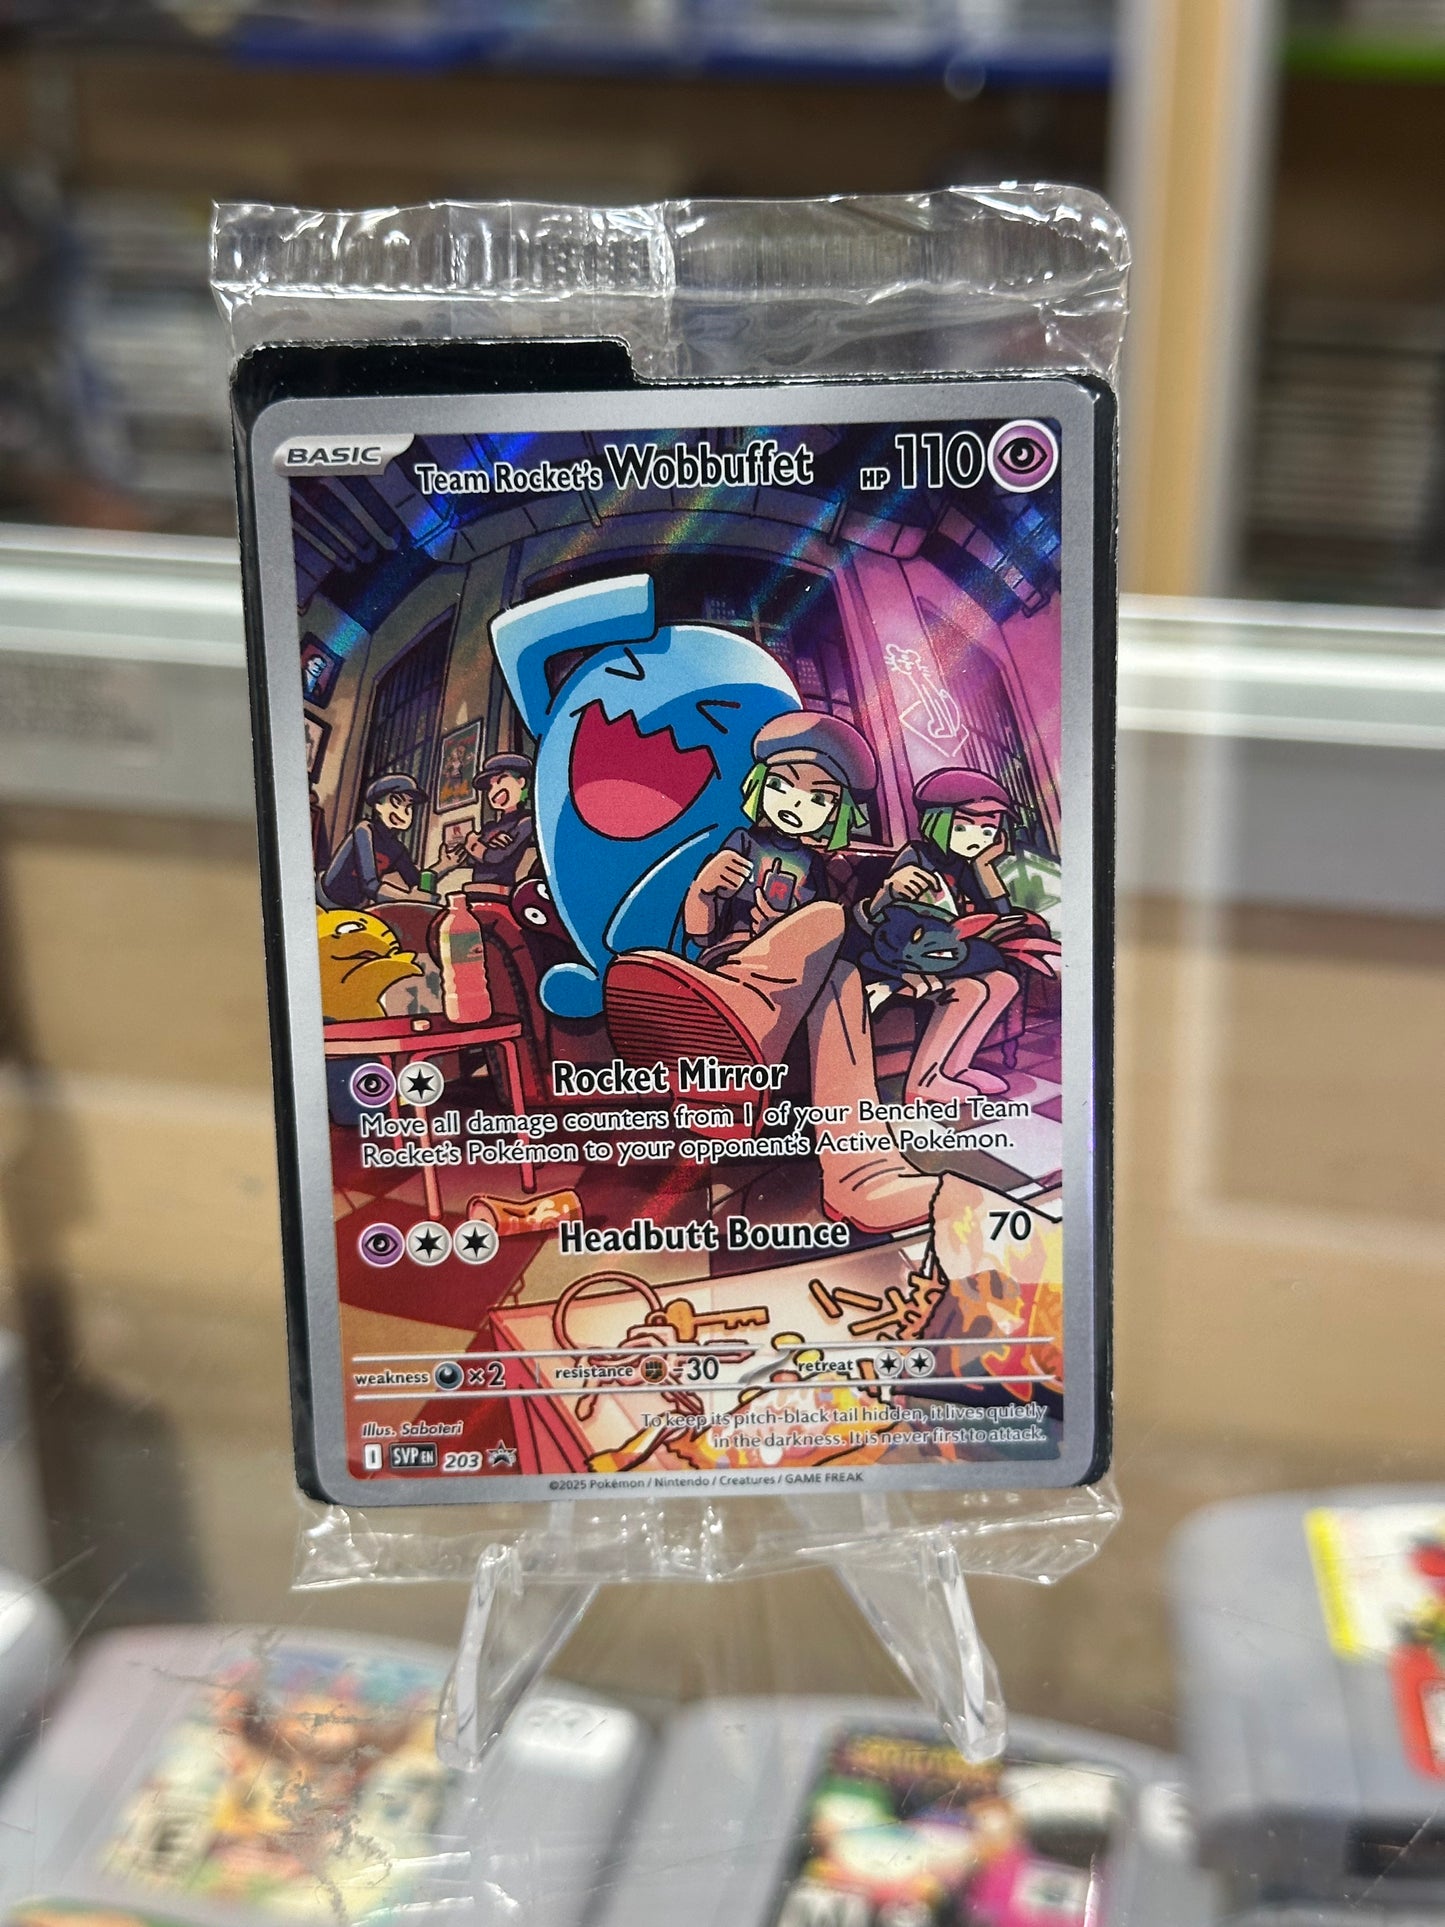 BASIC
Team Rocket's Wobbuffet HP 110
Rocket Mirror
Move all damage counters from 1 of your Benched Team
Rocket's Pokémon to your opponent's Active Pokémon.
Headbutt Bounce 70
weakness ×2 resistance -30 retreat
Illus. Saboteri
To keep its pitch-black tail hidden, it lives quietly
in the darkness. It is never first to attack.
I SVP EN 203
©2025 Pokémon / Nintendo / Creatures / GAME FREAK